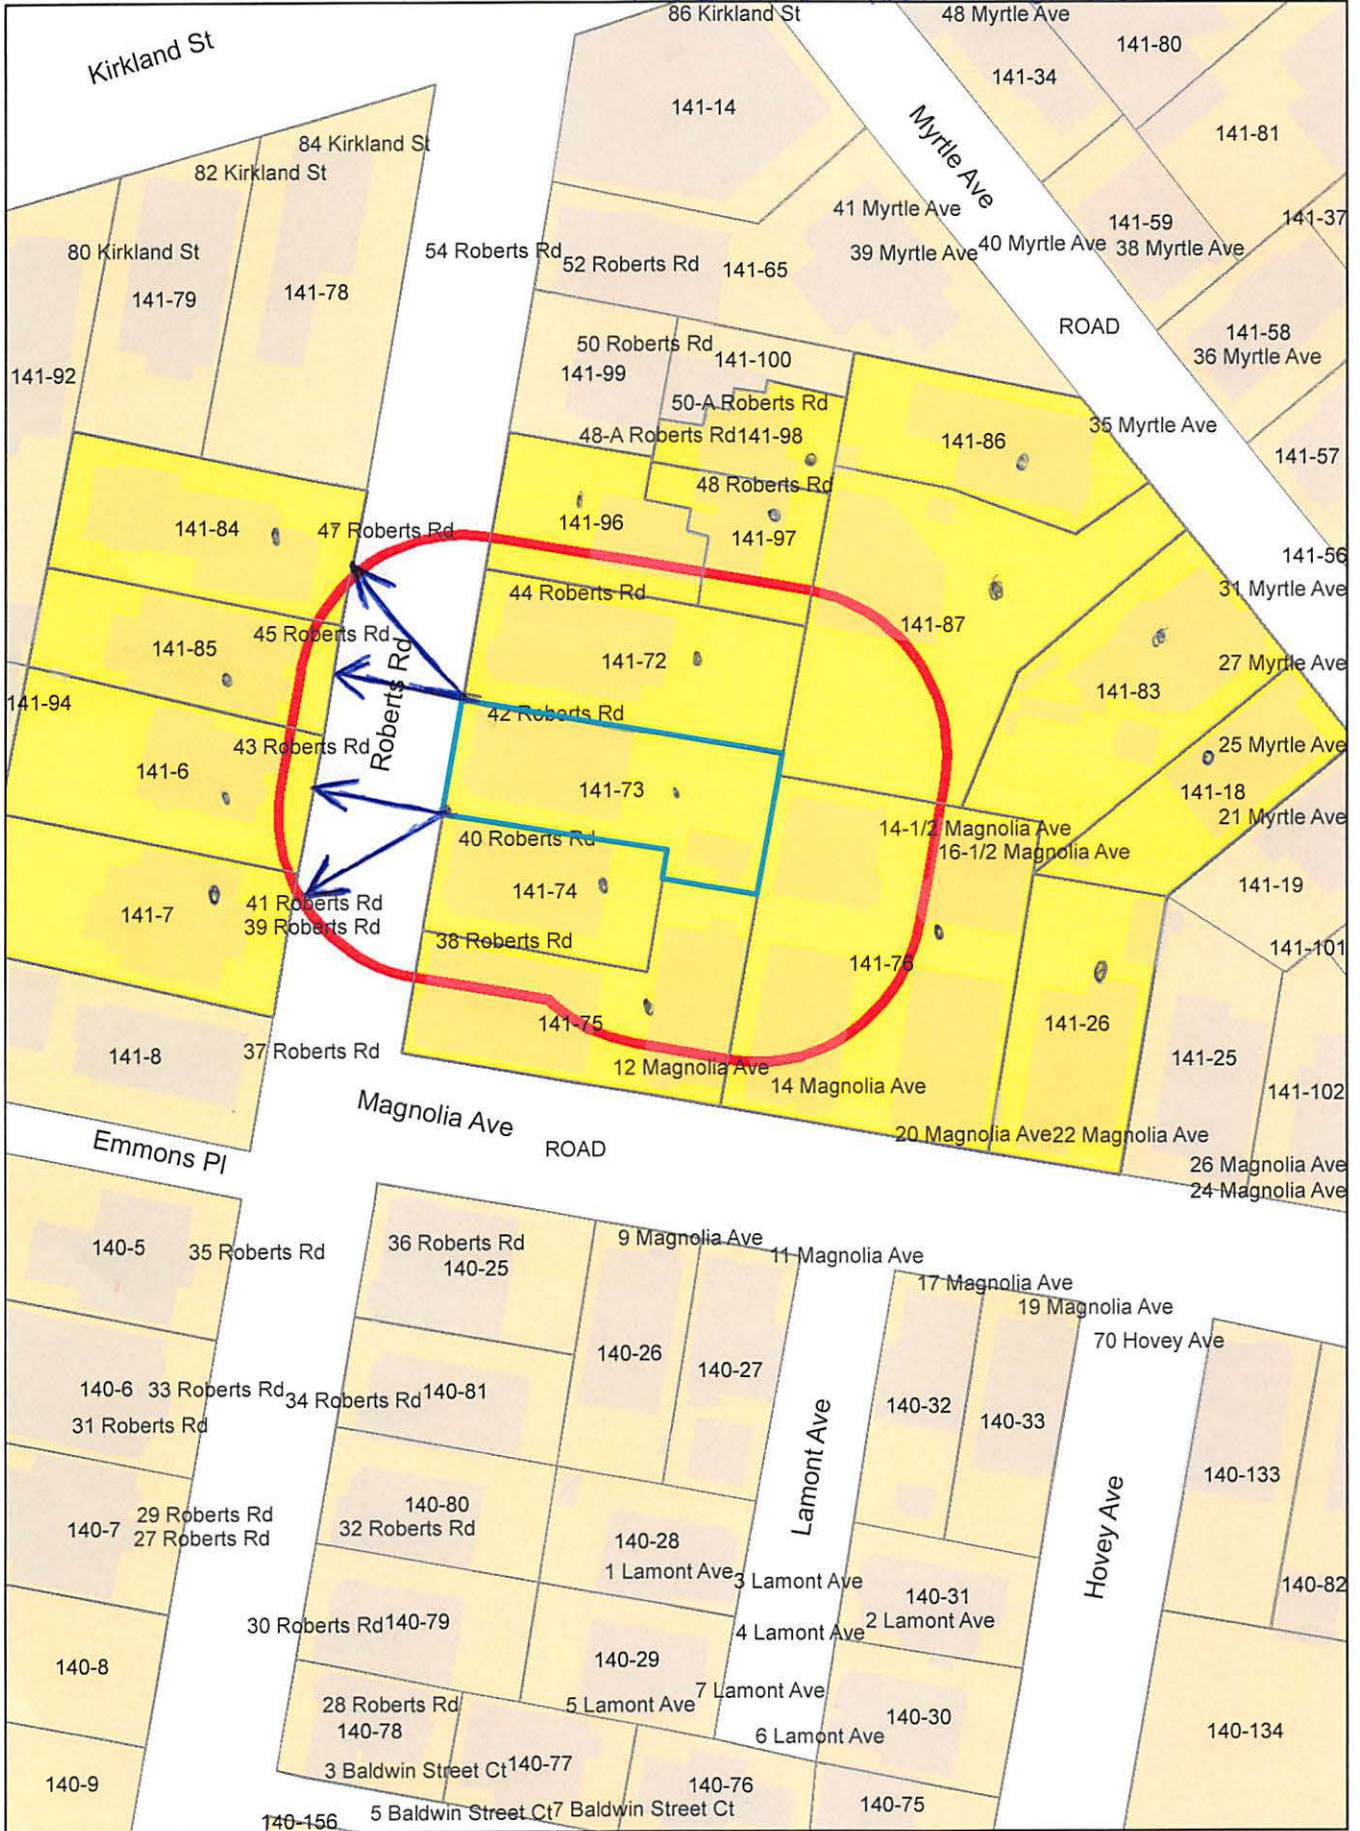 86 Kirkland St
48 Myrtle Ave
Kirkland St
141-80
141-34
141-14
Myrtle Ave
141-81
84 Kirkland St
82 Kirkland St
41 Myrtle Ave
141-59
141-37
80 Kirkland St
54 Roberts Rd
52 Roberts Rd
141-65
39 Myrtle Ave
40 Myrtle Ave
38 Myrtle Ave
141-79
141-78
ROAD
141-58
36 Myrtle Ave
50 Roberts Rd
141-100
141-99
141-92
50-A Roberts Rd
48-A Roberts Rd
141-98
141-86
35 Myrtle Ave
141-57
48 Roberts Rd
141-84
47 Roberts Rd
141-96
141-97
141-56
31 Myrtle Ave
44 Roberts Rd
141-87
45 Roberts Rd
141-85
Roberts Rd
141-72
27 Myrtle Ave
141-83
141-94
42 Roberts Rd
43 Roberts Rd
25 Myrtle Ave
141-6
141-73
141-18
21 Myrtle Ave
40 Roberts Rd
14-1/2 Magnolia Ave
16-1/2 Magnolia Ave
141-74
141-19
141-7
41 Roberts Rd
39 Roberts Rd
38 Roberts Rd
141-101
141-76
141-75
141-26
141-8
37 Roberts Rd
12 Magnolia Ave
14 Magnolia Ave
141-25
141-102
Magnolia Ave
Emmons Pl
ROAD
20 Magnolia Ave
22 Magnolia Ave
26 Magnolia Ave
24 Magnolia Ave
140-5
35 Roberts Rd
36 Roberts Rd
140-25
9 Magnolia Ave
11 Magnolia Ave
17 Magnolia Ave
19 Magnolia Ave
70 Hovey Ave
140-26
140-27
140-6
33 Roberts Rd
34 Roberts Rd
140-81
31 Roberts Rd
140-32
140-33
Lamont Ave
140-133
Hovey Ave
140-80
32 Roberts Rd
29 Roberts Rd
140-7
27 Roberts Rd
140-28
1 Lamont Ave
3 Lamont Ave
140-31
2 Lamont Ave
140-82
30 Roberts Rd
140-79
4 Lamont Ave
140-8
140-29
7 Lamont Ave
5 Lamont Ave
28 Roberts Rd
140-78
140-30
6 Lamont Ave
140-134
3 Baldwin Street Ct
140-77
140-9
140-76
140-75
140-156
5 Baldwin Street Ct
7 Baldwin Street Ct